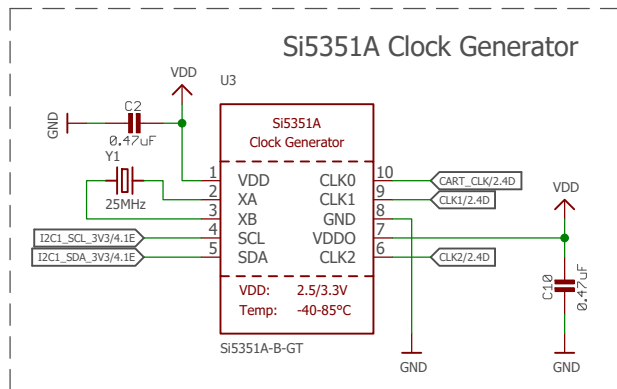 Si5351A Clock Generator
VDD
U3
C2
0.47uF
GND
Y1
25MHz
Si5351A
Clock Generator
1 VDD CLK0 10 CART_CLK/2.4D
2 XA CLK1 9 CLK1/2.4D
3 XB GND 8
I2C1_SCL_3V3/4.1E 4 SCL VDDO 7
I2C1_SDA_3V3/4.1E 5 SDA CLK2 6 CLK2/2.4D
VDD: 2.5/3.3V
Temp: -40-85°C
Si5351A-B-GT
GND
VDD
C10
0.47uF
GND